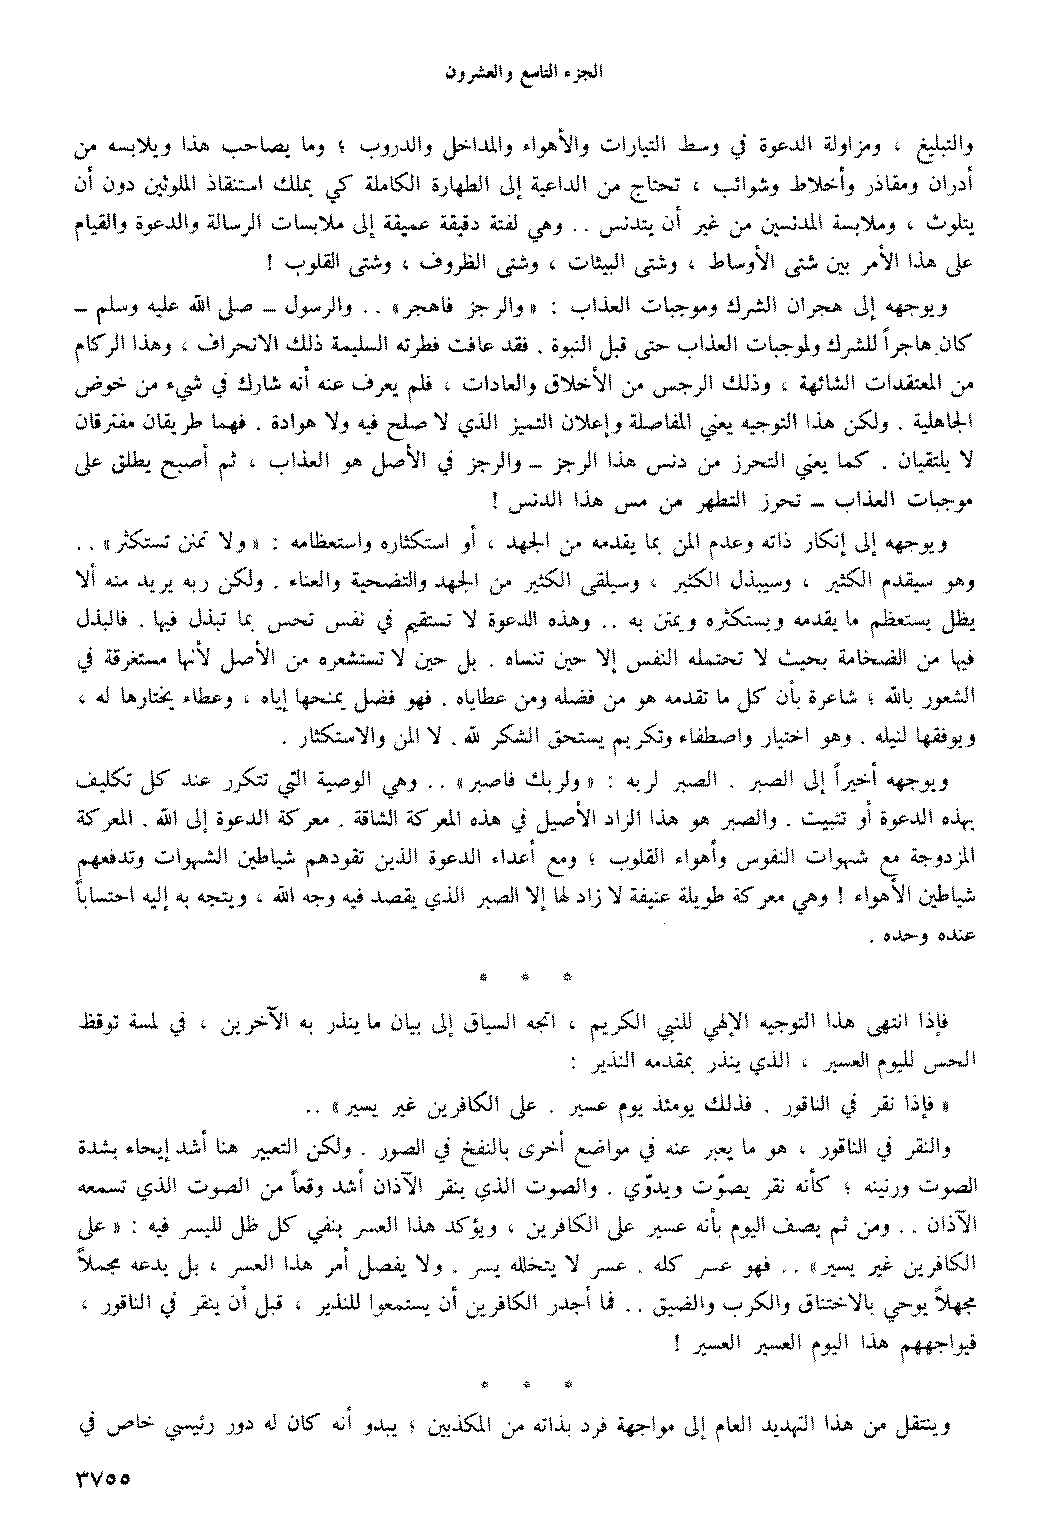 الجزء التاسع والعشرون
والتبليغ ، ومزاولة الدعوة في وسط التيارات والأهواء والمداخل والدروب ؛ وما يصاحب هذا ويلابسه من
أدران ومقاذر وأخلاط وشوائب ، تحتاج من الداعية إلى الطهارة الكاملة كي يملك استنقاذ الملوثين دون أن
يتلوث ، وملابسة المدنسين من غير أن يتدنس .. وهي لفتة دقيقة عميقة إلى ملابسات الرسالة والدعوة والقيام
على هذا الأمر بين شتى الأوساط ، وشتى البيئات ، وشتى الظروف ، وشتى القلوب !
ويوجهه إلى هجران الشرك وموجبات العذاب : « والرجز فاهجر» .. والرسول – صلى الله عليه وسلم –
كان هاجراً للشرك ولموجبات العذاب حتى قبل النبوة . فقد عافت فطرته السليمة ذلك الانحراف ، وهذا الركام
من المعتقدات الشائهة ، وذلك الرجس من الأخلاق والعادات ، فلم يعرف عنه أنه شارك في شيء من خوض
الجاهلية . ولكن هذا التوجيه يعني المفاصلة وإعلان التميز الذي لا صلح فيه ولا هوادة . فهما طريقان مفترقان
لا يلتقيان . كما يعني التحرز من دنس هذا الرجز – والرجز في الأصل هو العذاب ، ثم أصبح يطلق على
موجبات العذاب – تحرز التطهر من مس هذا الدنس !
ويوجهه إلى إنكار ذاته وعدم المن بما يقدمه من الجهد ، أو استكثاره واستعظامه : « ولا تمنن تستكثر» ..
وهو سيقدم الكثير ، وسيبذل الكثير ، وسيلقى الكثير من الجهد والتضحية والعناء . ولكن ربه يريد منه ألا
يظل يستعظم ما يقدمه ويستكثره ويمتن به .. وهذه الدعوة لا تستقيم في نفس تحس بما تبذل فيها . فالبذل
فيها من الضخامة بحيث لا تحتمله النفس إلا حين تنساه . بل حين لا تستشعره من الأصل لأنها مستغرقة في
الشعور بالله ؛ شاعرة بأن كل ما تقدمه هو من فضله ومن عطاياه . فهو فضل يمنحها إياه ، وعطاء يختارها له ،
ويوفقها لنيله . وهو اختيار واصطفاء وتكريم يستحق الشكر لله . لا المن والاستكثار .
ويوجهه أخيراً إلى الصبر . الصبر لربه : « ولربك فاصبر» .. وهي الوصية التي تتكرر عند كل تكليف
بهذه الدعوة أو تثبيت . والصبر هو هذا الزاد الأصيل في هذه المعركة الشاقة . معركة الدعوة إلى الله . المعركة
المزدوجة مع شهوات النفوس وأهواء القلوب ؛ ومع أعداء الدعوة الذين تقودهم شياطين الشهوات وتدفعهم
شياطين الأهواء ! وهي معركة طويلة عنيفة لا زاد لها إلا الصبر الذي يقصد فيه وجه الله ، ويتجه به إليه احتساباً
عنده وحده .
* * *
فإذا انتهى هذا التوجيه الإلهي للنبي الكريم ، اتجه السياق إلى بيان ما ينذر به الآخرين ، في لمسة توقظ
الحس لليوم العسير ، الذي ينذر بمقدمه النذير :
« فإذا نقر في الناقور . فذلك يومئذ يوم عسير . على الكافرين غير يسير» ..
والنقر في الناقور ، هو ما يعبر عنه في مواضع أخرى بالنفخ في الصور . ولكن التعبير هنا أشد إيحاء بشدة
الصوت ورنينه ؛ كأنه نقر يصوّت ويدوّي . والصوت الذي ينقر الآذان أشد وقعاً من الصوت الذي تسمعه
الآذان .. ومن ثم يصف اليوم بأنه عسير على الكافرين ، ويؤكد هذا العسر بنفي كل ظل لليسر فيه : « على
الكافرين غير يسير» .. فهو عسر كله . عسر لا يتخلله يسر . ولا يفصل أمر هذا العسر ، بل يدعه مجملاً
مجهلاً يوحي بالاختناق والكرب والضيق .. فما أجدر الكافرين أن يستمعوا للنذير ، قبل أن ينقر في الناقور ،
فيواجههم هذا اليوم العسير العسير !
* * *
وينتقل من هذا التهديد العام إلى مواجهة فرد بذاته من المكذبين ؛ يبدو أنه كان له دور رئيسي خاص في
٣٧٥٥